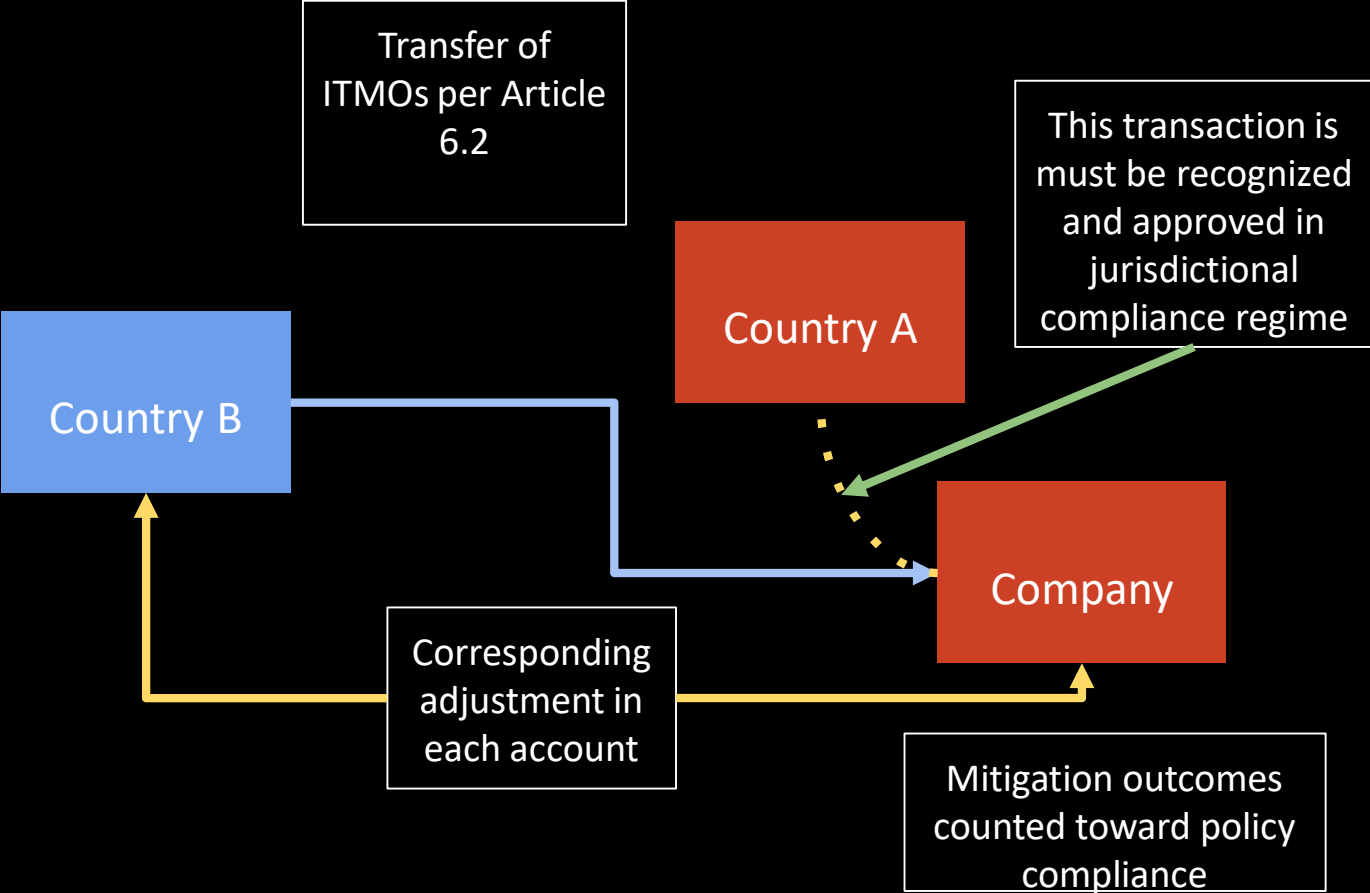 Transfer of
ITMOs per Article
6.2
This transaction is
must be recognized
and approved in
jurisdictional
compliance regime
Country A
Country B
Company
Corresponding
adjustment in
each account
Mitigation outcomes
counted toward policy
compliance